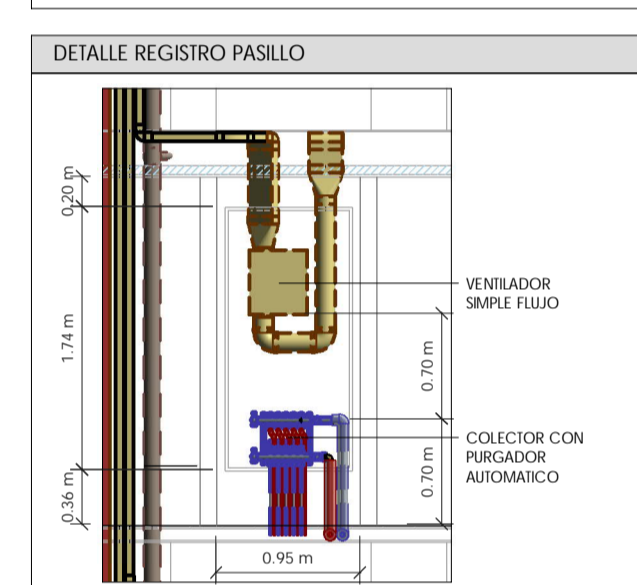 DETALLE REGISTRO PASILLO
0.20 m
1.74 m
0.36 m
VENTILADOR
SIMPLE FLUJO
0.70 m
COLECTOR CON
PURGADOR
AUTOMATICO
0.70 m
0.95 m